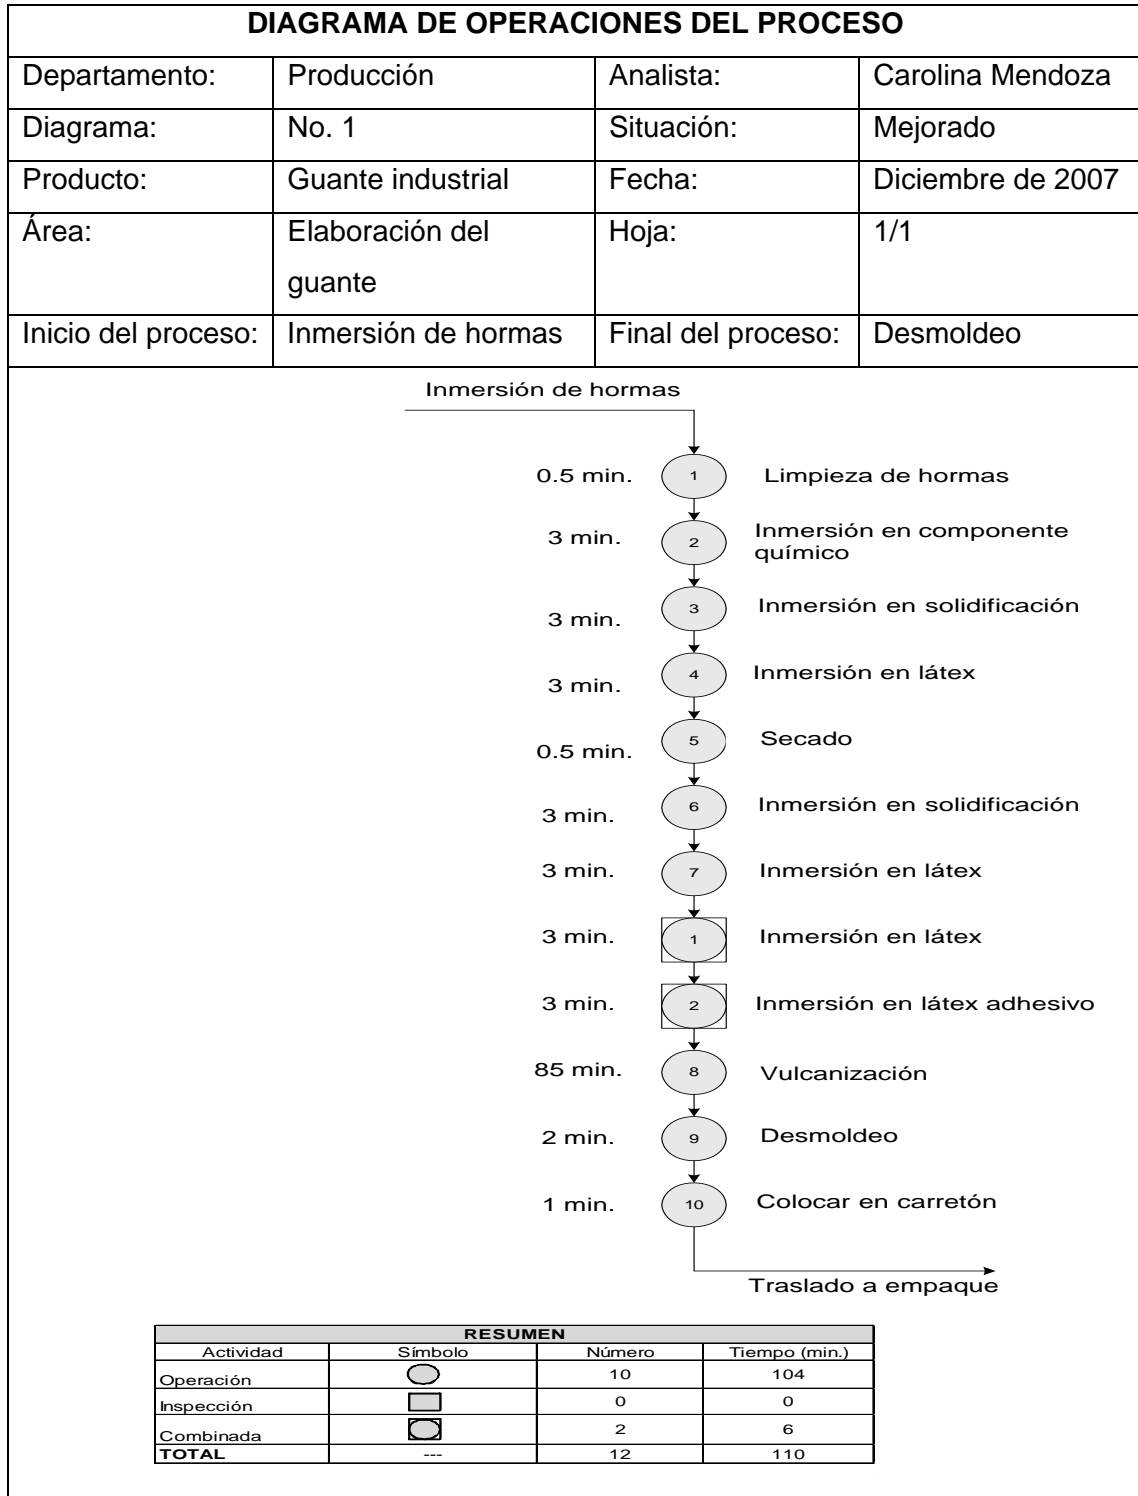 DIAGRAMA DE OPERACIONES DEL PROCESO
Departamento: Producción Analista: Carolina Mendoza
Diagrama: No. 1 Situación: Mejorado
Producto: Guante industrial Fecha: Diciembre de 2007
Área: Elaboración del guante Hoja: 1/1
Inicio del proceso: Inmersión de hormas Final del proceso: Desmoldeo
Inmersión de hormas
0.5 min. 1 Limpieza de hormas
3 min. 2 Inmersión en componente
químico
3 min. 3 Inmersión en solidificación
3 min. 4 Inmersión en látex
0.5 min. 5 Secado
3 min. 6 Inmersión en solidificación
3 min. 7 Inmersión en látex
3 min. 1 Inmersión en látex
3 min. 2 Inmersión en látex adhesivo
85 min. 8 Vulcanización
2 min. 9 Desmoldeo
1 min. 10 Colocar en carretón
Traslado a empaque
RESUMEN
Actividad Símbolo Número Tiempo (min.)
Operación 10 104
Inspección 0 0
Combinada 2 6
TOTAL --- 12 110